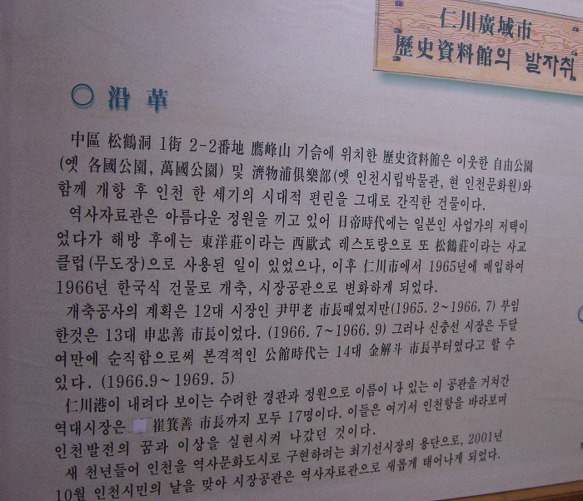 仁川廣域市
歷史資料館의 발자취
◎ 沿革
中區 松鶴洞 1街 2-2番地 鷹峰山 기슭에 위치한 歷史資料館은 이웃한 自由公園
(옛 各國公園, 萬國公園) 및 濟物浦俱樂部(옛 인천시립박물관, 현 인천문화원)와
함께 개항 후 인천 한 세기의 시대적 편린을 그대로 간직한 건물이다.
역사자료관은 아름다운 정원을 끼고 있어 日帝時代에는 일본인 사업가의 저택이
었다가 해방 후에는 東洋莊이라는 西歐式 레스토랑으로 또 松鶴莊이라는 사교
클럽(무도장)으로 사용된 일이 있었으나, 이후 仁川市에서 1965년에 매입하여
1966년 한국식 건물로 개축, 시장공관으로 변화하게 되었다.
개축공사의 계획은 12대 시장인 尹甲老 市長때였지만(1965. 2~1966. 7) 부임
한것은 13대 申忠善 市長이었다. (1966. 7~1966. 9) 그러나 신충선 시장은 두달
여만에 순직함으로써 본격적인 公館時代는 14대 金解斗 市長부터였다고 할 수
있다. (1966.9~1969. 5)
仁川港이 내려다 보이는 수려한 경관과 정원으로 이름이 나 있는 이 공관을 거쳐간
역대시장은 崔箕善 市長까지 모두 17명이다. 이들은 여기서 인천항을 바라보며
인천발전의 꿈과 이상을 실현시켜 나갔던 것이다.
새 천년들어 인천을 역사문화도시로 구현하려는 최기선시장의 용단으로, 2001년
10월 인천시민의 날을 맞아 시장공관은 역사자료관으로 새롭게 태어나게 되었다.